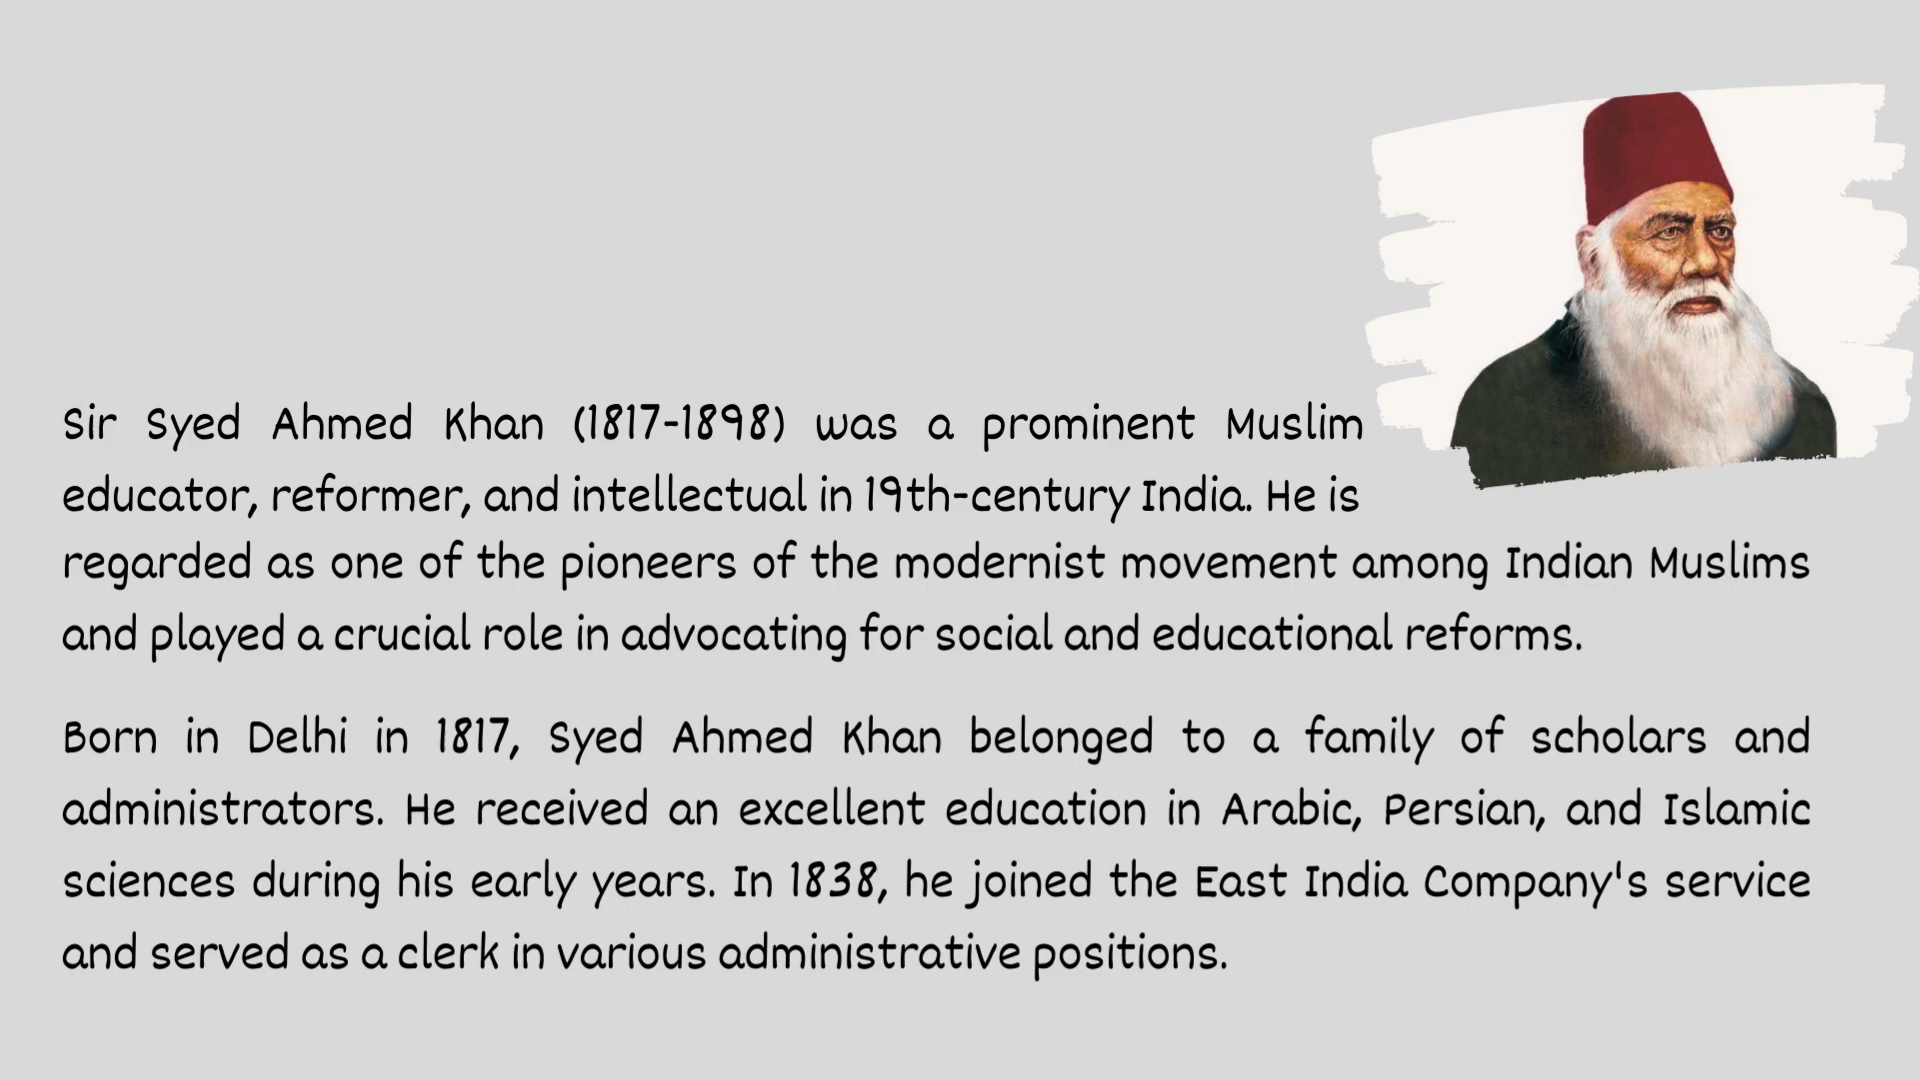 Sir Syed Ahmed Khan (1817-1898) was a prominent Muslim
educator, reformer, and intellectual in 19th-century India. He is
regarded as one of the pioneers of the modernist movement among Indian Muslims
and played a crucial role in advocating for social and educational reforms.
Born in Delhi in 1817, Syed Ahmed Khan belonged to a family of scholars and
administrators. He received an excellent education in Arabic, Persian, and Islamic
sciences during his early years. In 1838, he joined the East India Company's service
and served as a clerk in various administrative positions.